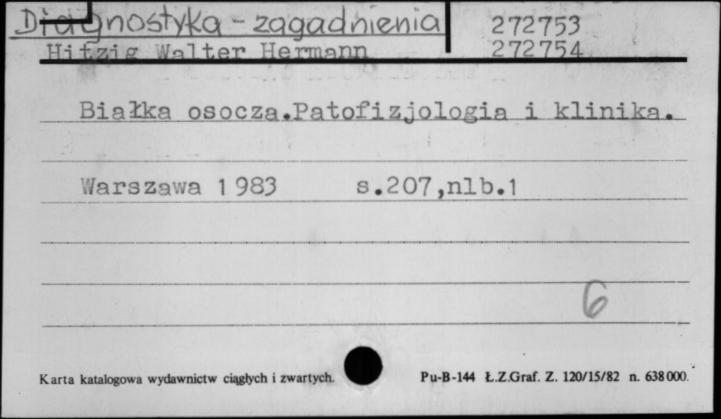 Diagnostyka - zagadnienia 272753
Hitzig Walter Hermann 272754
Białka osocza.Patofizjologia i klinika.
Warszawa 1983 s.207,nlb.1
6
Karta katalogowa wydawnictw ciągłych i zwartych. Pu-B-144 Ł.Z.Graf. Z. 120/15/82 n. 638000.